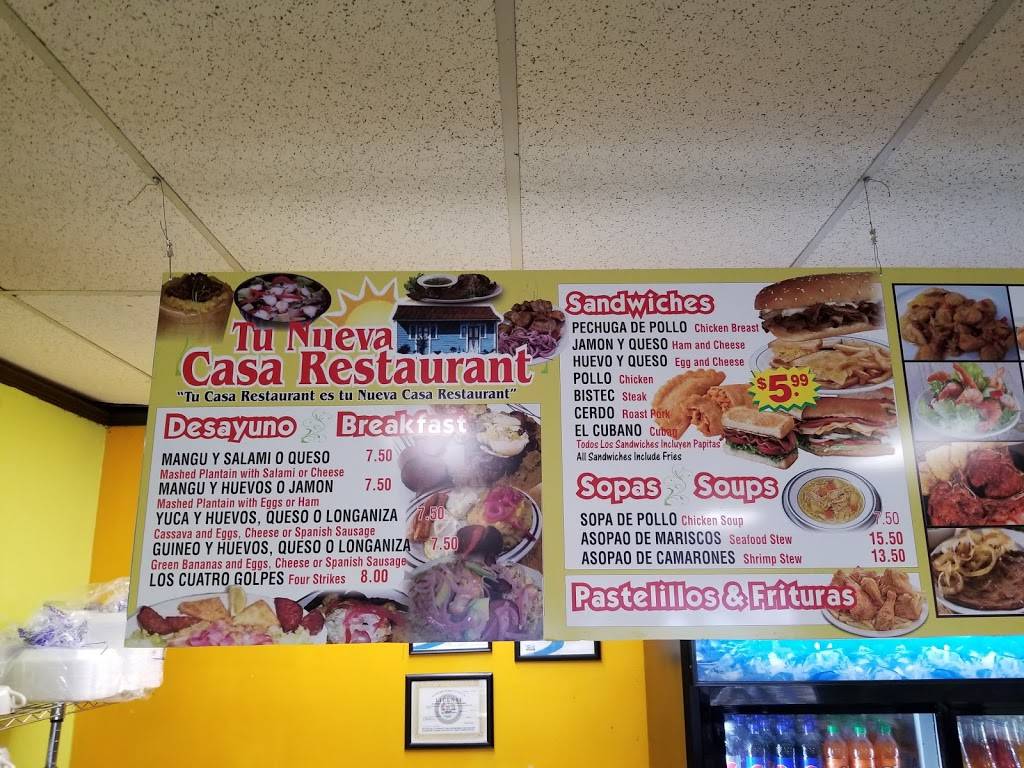 Tu Nueva
Casa Restaurant
"Tu Casa Restaurant es tu Nueva Casa Restaurant"
Desayuno Breakfast
MANGU Y SALAMI O QUESO 7.50
Mashed Plantain with Salami or Cheese
MANGU Y HUEVOS O JAMON 7.50
Mashed Plantain with Eggs or Ham
YUCA Y HUEVOS, QUESO O LONGANIZA 7.50
Cassava and Eggs, Cheese or Spanish Sausage
GUINEO Y HUEVOS, QUESO O LONGANIZA 7.50
Green Bananas and Eggs, Cheese or Spanish Sausage
LOS CUATRO GOLPES Four Strikes 8.00
Sandwiches
PECHUGA DE POLLO Chicken Breast
JAMON Y QUESO Ham and Cheese
HUEVO Y QUESO Egg and Cheese
POLLO Chicken
BISTEC Steak
CERDO Roast Pork
EL CUBANO Cuban
$5.99
Todos Los Sandwiches Incluyen Papitas
All Sandwiches Include Fries
Sopas Soups
SOPA DE POLLO Chicken Soup 7.50
ASOPAO DE MARISCOS Seafood Stew 15.50
ASOPAO DE CAMARONES Shrimp Stew 13.50
Pastelillos & Frituras
LICENSE